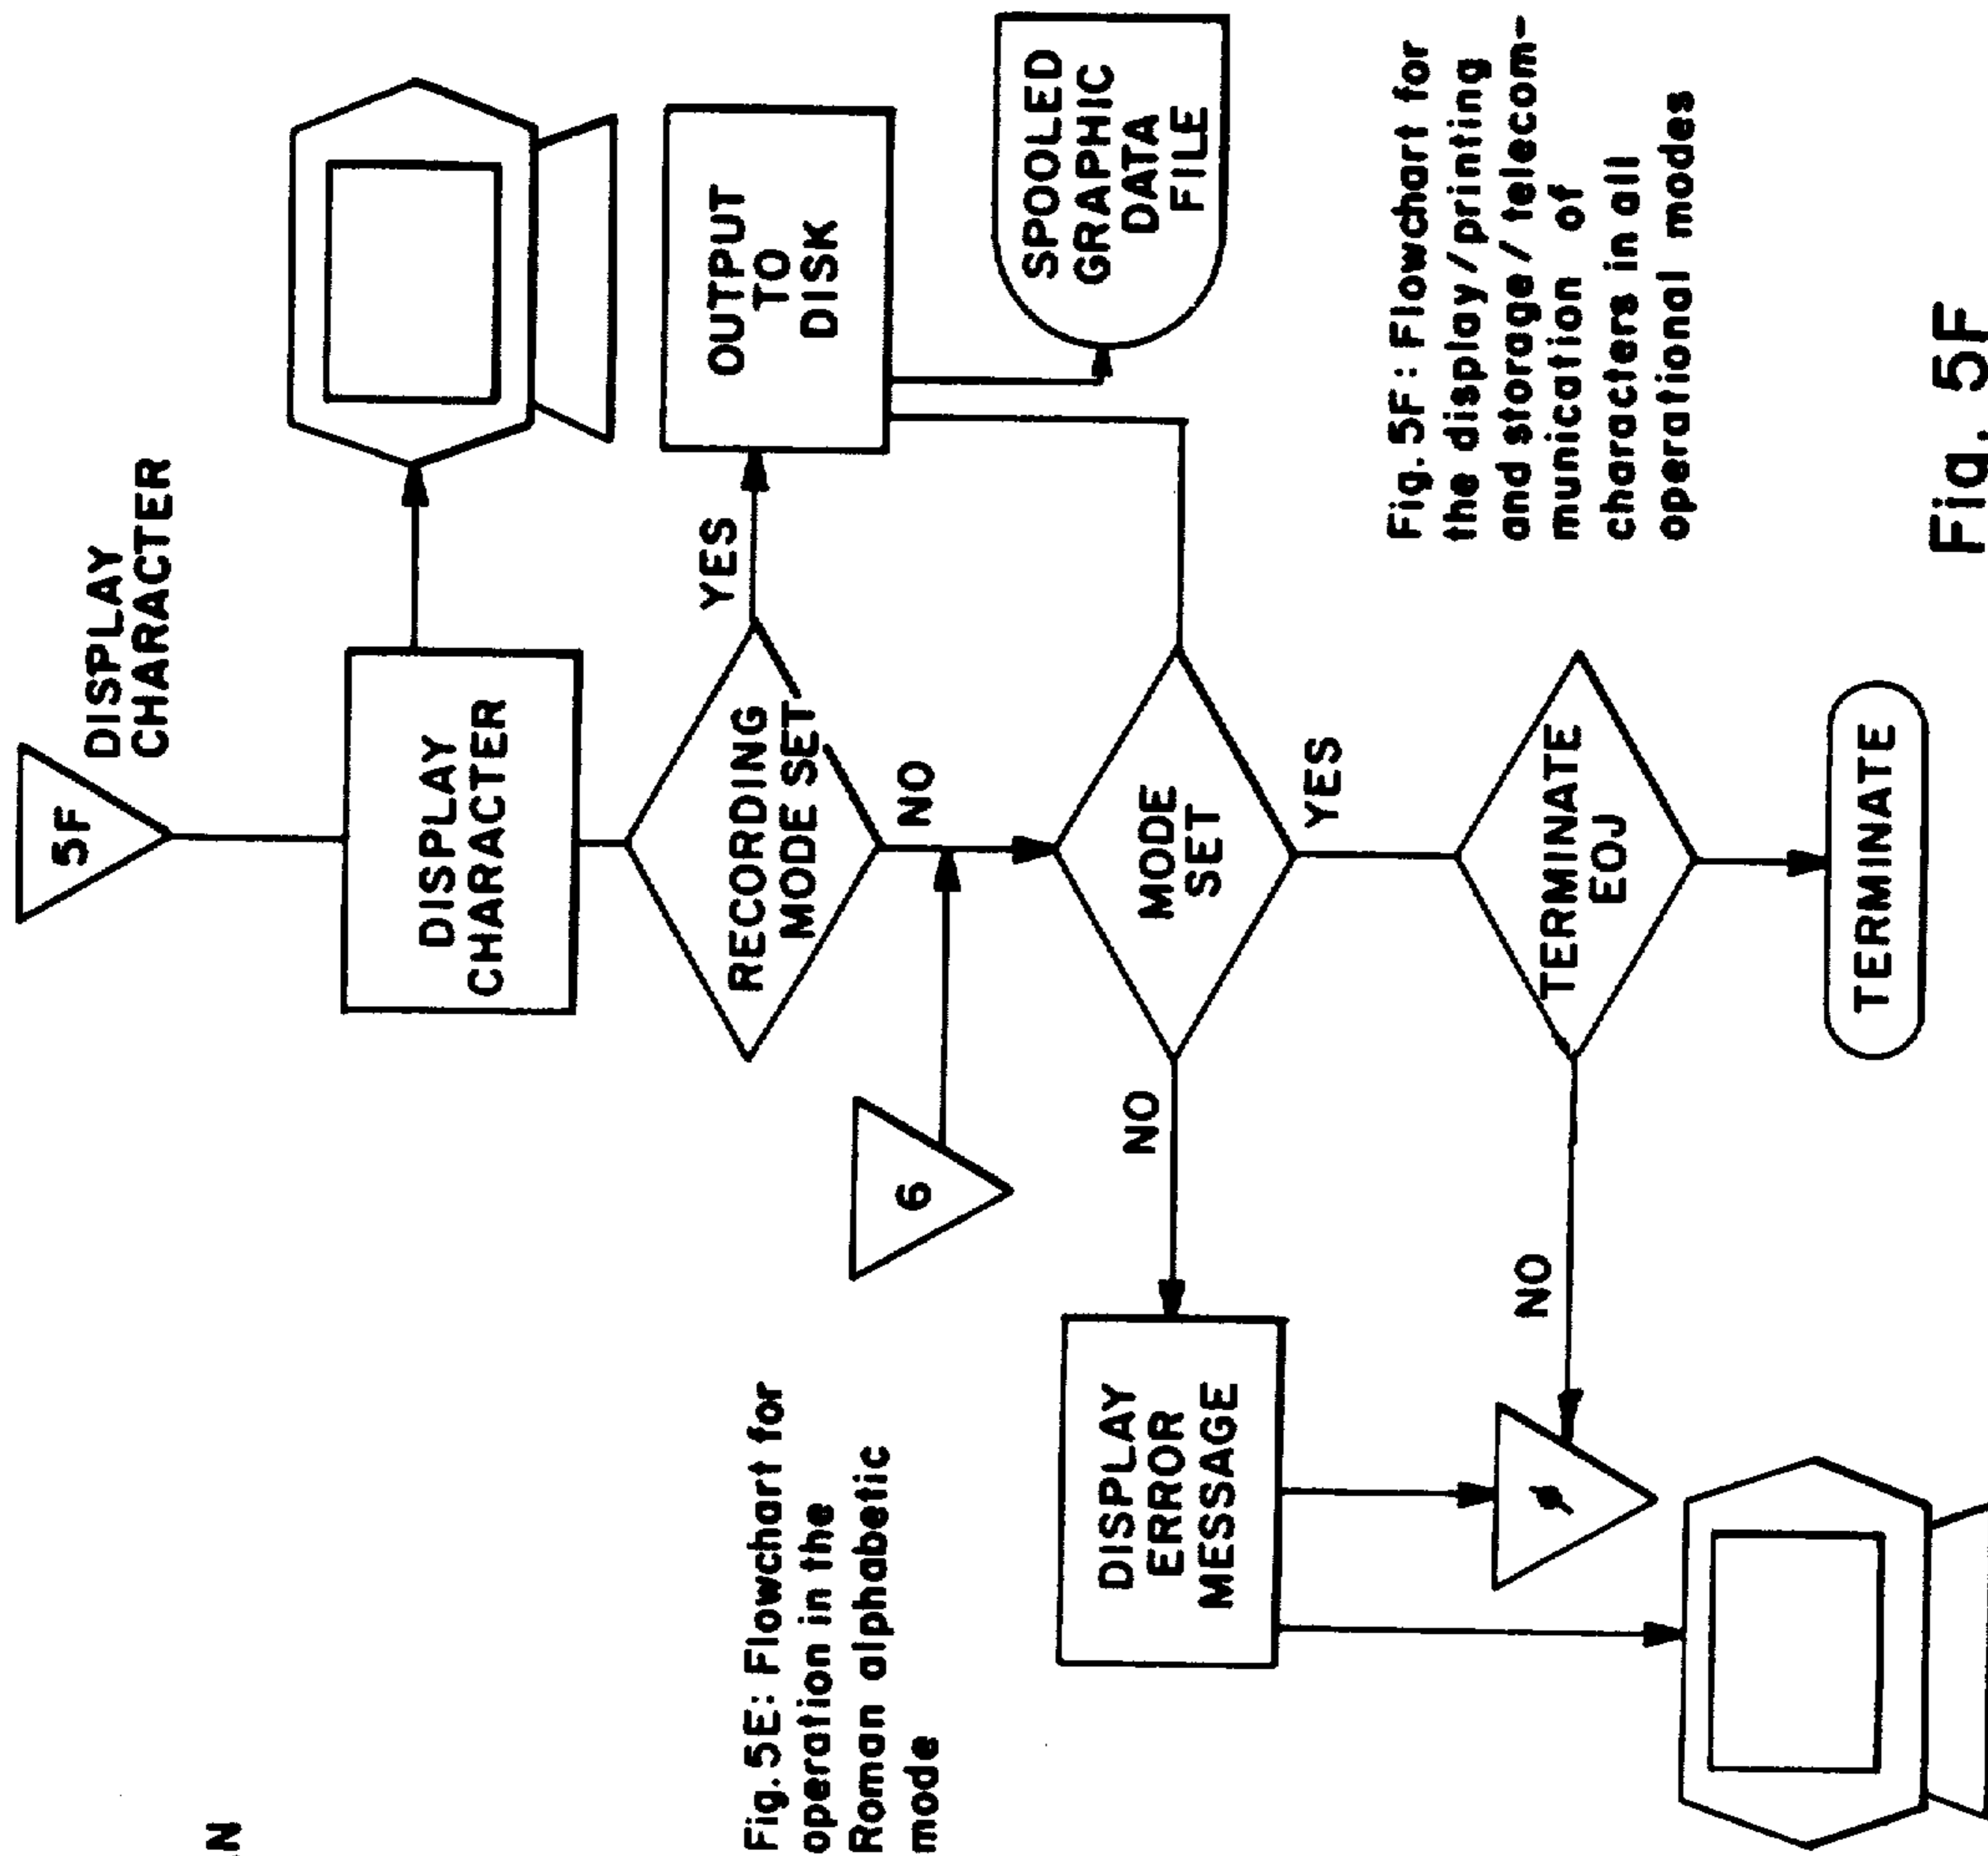 5F
DISPLAY
CHARACTER
DISPLAY
CHARACTER
RECORDING
MODE SET
YES
OUTPUT
TO
DISK
SPOOLED
GRAPHIC
DATA
FILE
NO
6
MODE
SET
NO
YES
DISPLAY
ERROR
MESSAGE
TERMINATE
EOJ
NO
TERMINATE
N
Fig. 5E: Flowchart for
operation in the
Roman alphabetic
mode
Fig. 5F: Flowchart for
the display/printing
and storage/telecom-
munication of
characters in all
operational modes
Fig. 5F